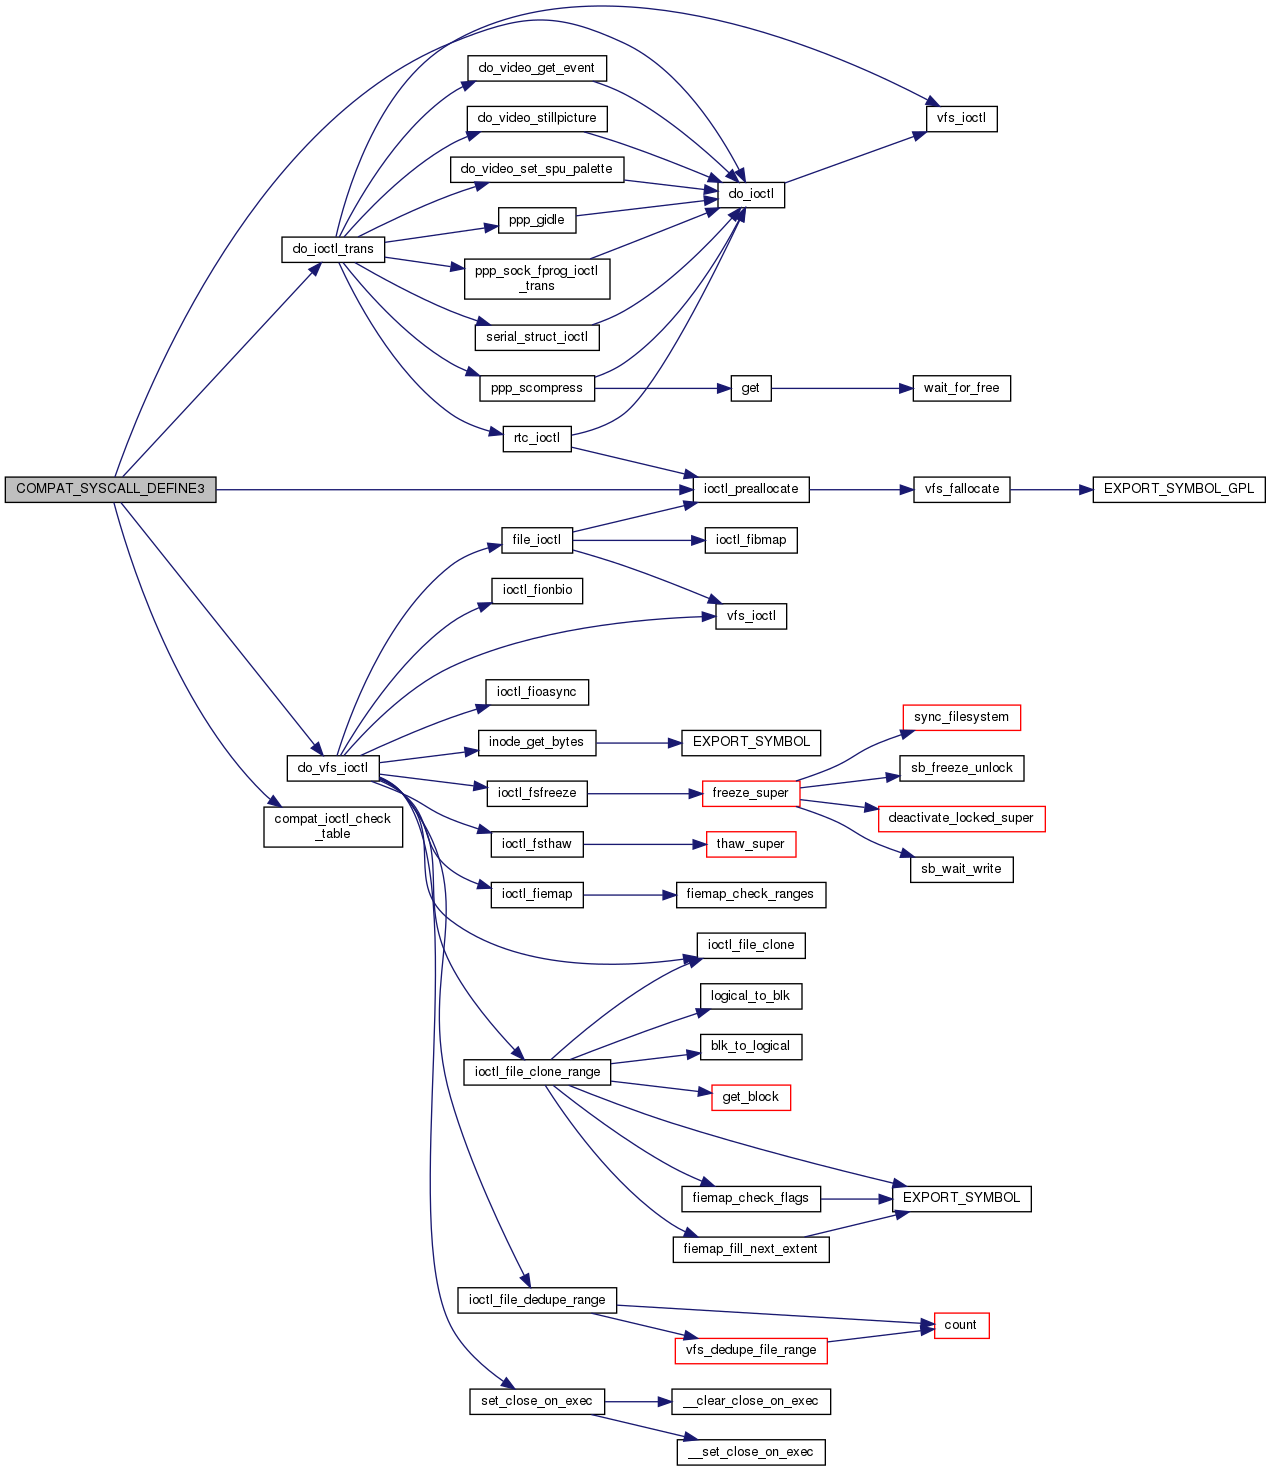 do_video_get_event
do_video_stillpicture
vfs_ioctl
do_video_set_spu_palette
do_ioctl
ppp_gidle
do_ioctl_trans
ppp_sock_fprog_ioctl
_trans
serial_struct_ioctl
ppp_scompress
get
wait_for_free
rtc_ioctl
COMPAT_SYSCALL_DEFINE3
ioctl_preallocate
vfs_fallocate
EXPORT_SYMBOL_GPL
file_ioctl
ioctl_fibmap
ioctl_fionbio
vfs_ioctl
ioctl_fioasync
sync_filesystem
inode_get_bytes
EXPORT_SYMBOL
do_vfs_ioctl
sb_freeze_unlock
ioctl_fsfreeze
freeze_super
compat_ioctl_check
_table
deactivate_locked_super
ioctl_fsthaw
thaw_super
sb_wait_write
ioctl_fiemap
fiemap_check_ranges
ioctl_file_clone
logical_to_blk
blk_to_logical
ioctl_file_clone_range
get_block
fiemap_check_flags
EXPORT_SYMBOL
fiemap_fill_next_extent
ioctl_file_dedupe_range
count
vfs_dedupe_file_range
set_close_on_exec
__clear_close_on_exec
__set_close_on_exec